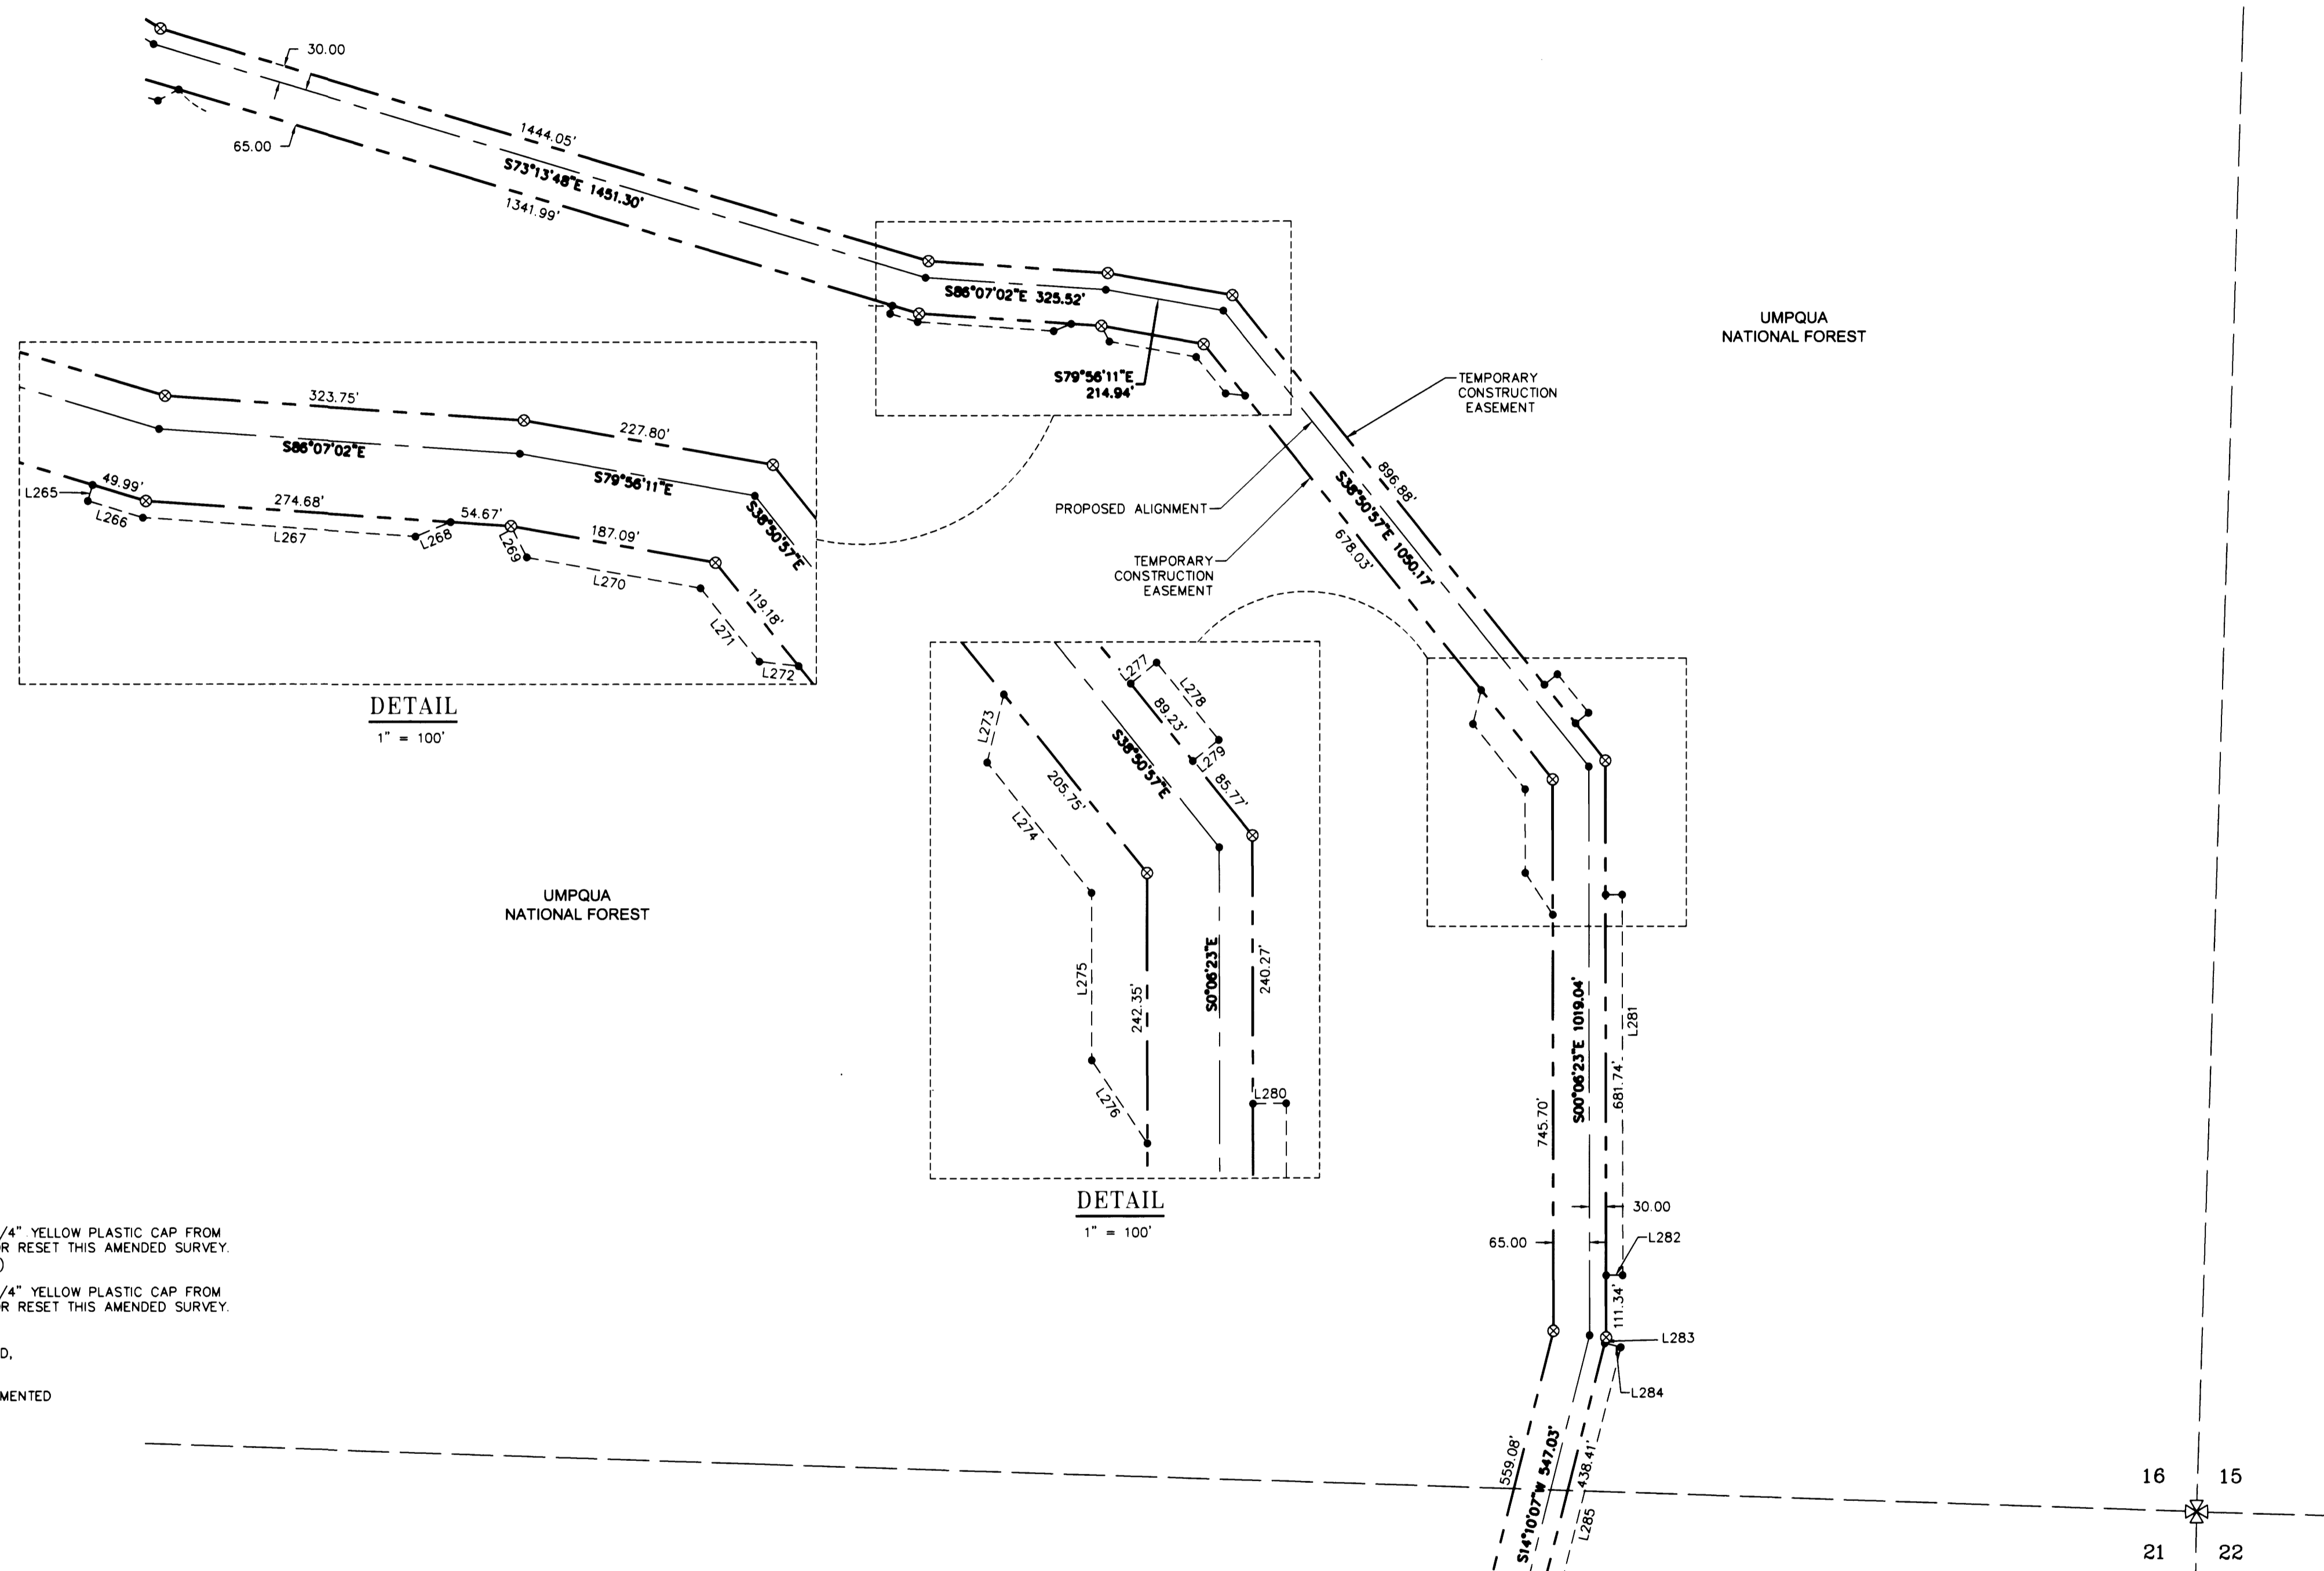 30.00
65.00
1444.05'
S73°13'48"E 1451.30'
1341.99'
S86°07'02"E 325.52'
S79°56'11"E
214.94'
UMPQUA
NATIONAL FOREST
TEMPORARY
CONSTRUCTION
EASEMENT
896.88'
S38°50'57"E 1050.17'
PROPOSED ALIGNMENT
678.03'
TEMPORARY
CONSTRUCTION
EASEMENT
323.75'
227.80'
S86°07'02"E
S79°56'11"E
S38°50'57"E
L265
49.99'
L266
274.68'
L267
54.67'
L268
L269
187.09'
L270
119.18'
L271
L272
DETAIL
1" = 100'
L277
L278
89.23'
L279
85.77'
L273
S38°50'57"E
205.75'
L274
L275
242.35'
S0°06'23"E
240.27'
L276
L280
DETAIL
1" = 100'
UMPQUA
NATIONAL FOREST
S00°06'23"E 1019.04'
L281
681.74'
745.70'
30.00
65.00
L282
111.34'
L283
L284
559.08'
S14°10'07"W 547.03'
438.41'
L285
/4" YELLOW PLASTIC CAP FROM
R RESET THIS AMENDED SURVEY.
)
/4" YELLOW PLASTIC CAP FROM
R RESET THIS AMENDED SURVEY.
D,
MENTED
16 15
21 22